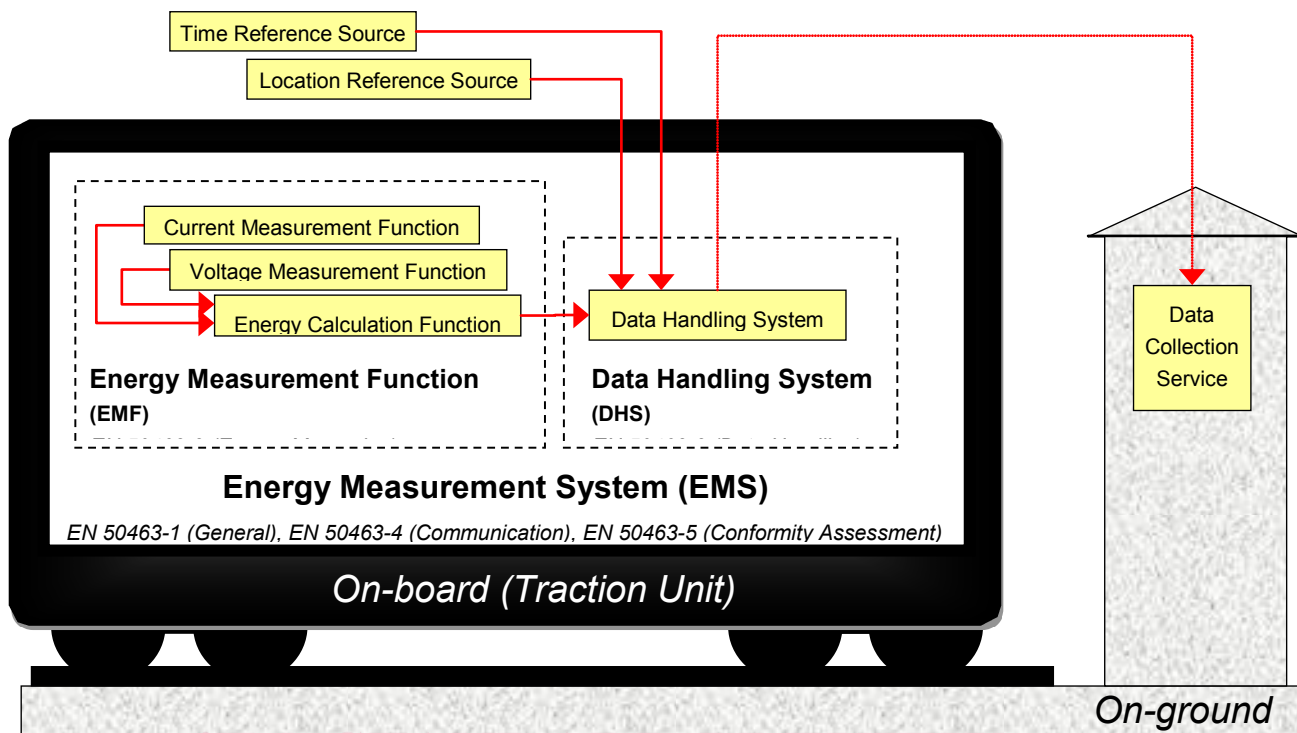 Time Reference Source
Location Reference Source
Current Measurement Function
Voltage Measurement Function
Energy Calculation Function
Data Handling System
Energy Measurement Function
(EMF)
Data Handling System
(DHS)
Energy Measurement System (EMS)
EN 50463-1 (General), EN 50463-4 (Communication), EN 50463-5 (Conformity Assessment)
On-board (Traction Unit)
Data
Collection
Service
On-ground